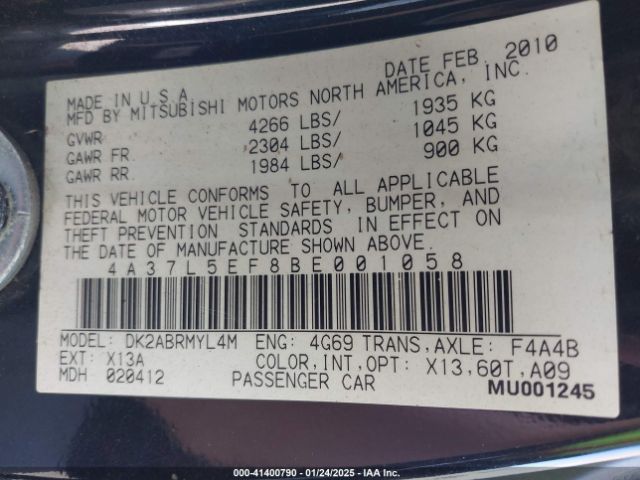 DATE FEB. 2010
MADE IN U.S.A.
MFD BY MITSUBISHI MOTORS NORTH AMERICA, INC.
GVWR 4266 LBS/ 1935 KG
GAWR FR. 2304 LBS/ 1045 KG
GAWR RR. 1984 LBS/ 900 KG
THIS VEHICLE CONFORMS TO ALL APPLICABLE
FEDERAL MOTOR VEHICLE SAFETY, BUMPER, AND
THEFT PREVENTION STANDARDS IN EFFECT ON
THE DATE OF MANUFACTURE SHOWN ABOVE.
4A37L5EF8BE001058
MODEL: DK2ABRMYL4M ENG: 4G69 TRANS,AXLE: F4A4B
EXT: X13A COLOR,INT,OPT: X13,60T,A09
MDH 020412 PASSENGER CAR MU001245
000-41400790 - 01/24/2025 - IAA Inc.